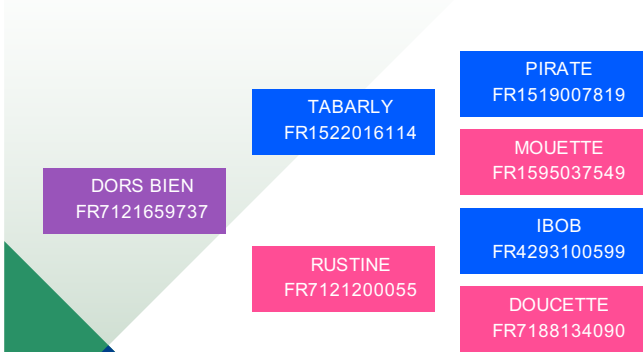 PIRATE
FR1519007819
TABARLY
FR1522016114
MOUETTE
FR1595037549
DORS BIEN
FR7121659737
IBOB
FR4293100599
RUSTINE
FR7121200055
DOUCETTE
FR7188134090